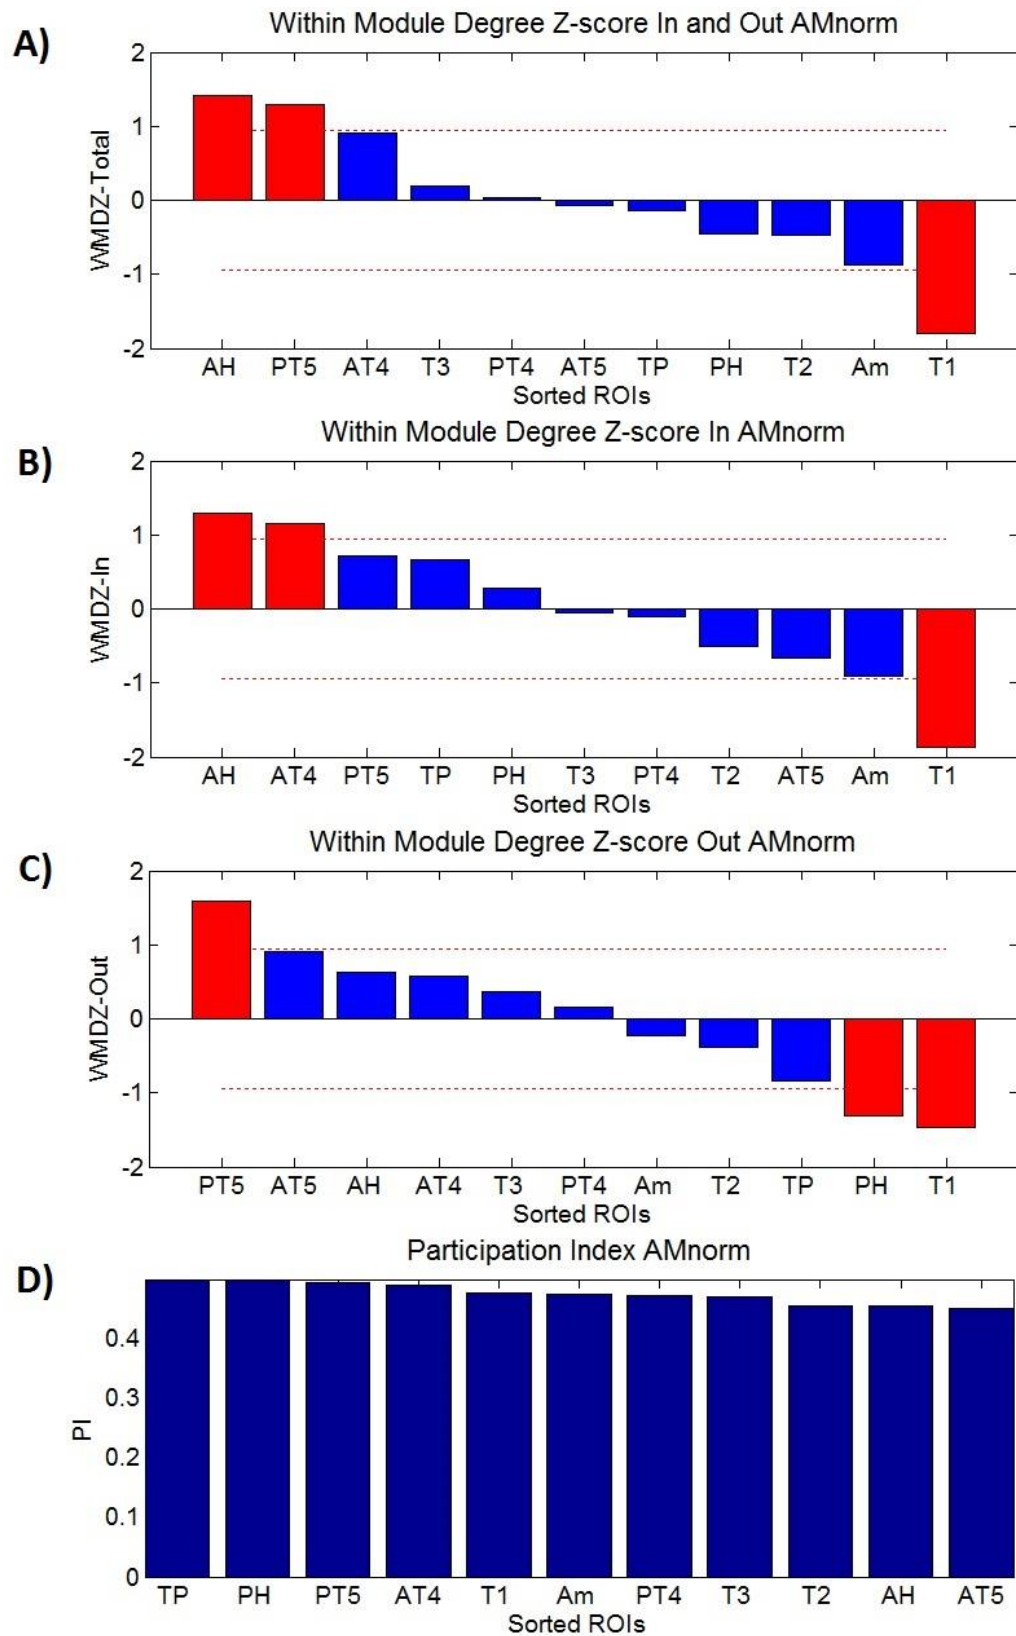 A)
Within Module Degree Z-score In and Out AMnorm
WMDZ-Total
2
1
0
-1
-2
AH PT5 AT4 T3 PT4 AT5 TP PH T2 Am T1
Sorted ROIs
B)
Within Module Degree Z-score In AMnorm
WMDZ-In
2
1
0
-1
-2
AH AT4 PT5 TP PH T3 PT4 T2 AT5 Am T1
Sorted ROIs
C)
Within Module Degree Z-score Out AMnorm
WMDZ-Out
2
1
0
-1
-2
PT5 AT5 AH AT4 T3 PT4 Am T2 TP PH T1
Sorted ROIs
D)
Participation Index AMnorm
PI
0.4
0.3
0.2
0.1
0
TP PH PT5 AT4 T1 Am PT4 T3 T2 AH AT5
Sorted ROIs